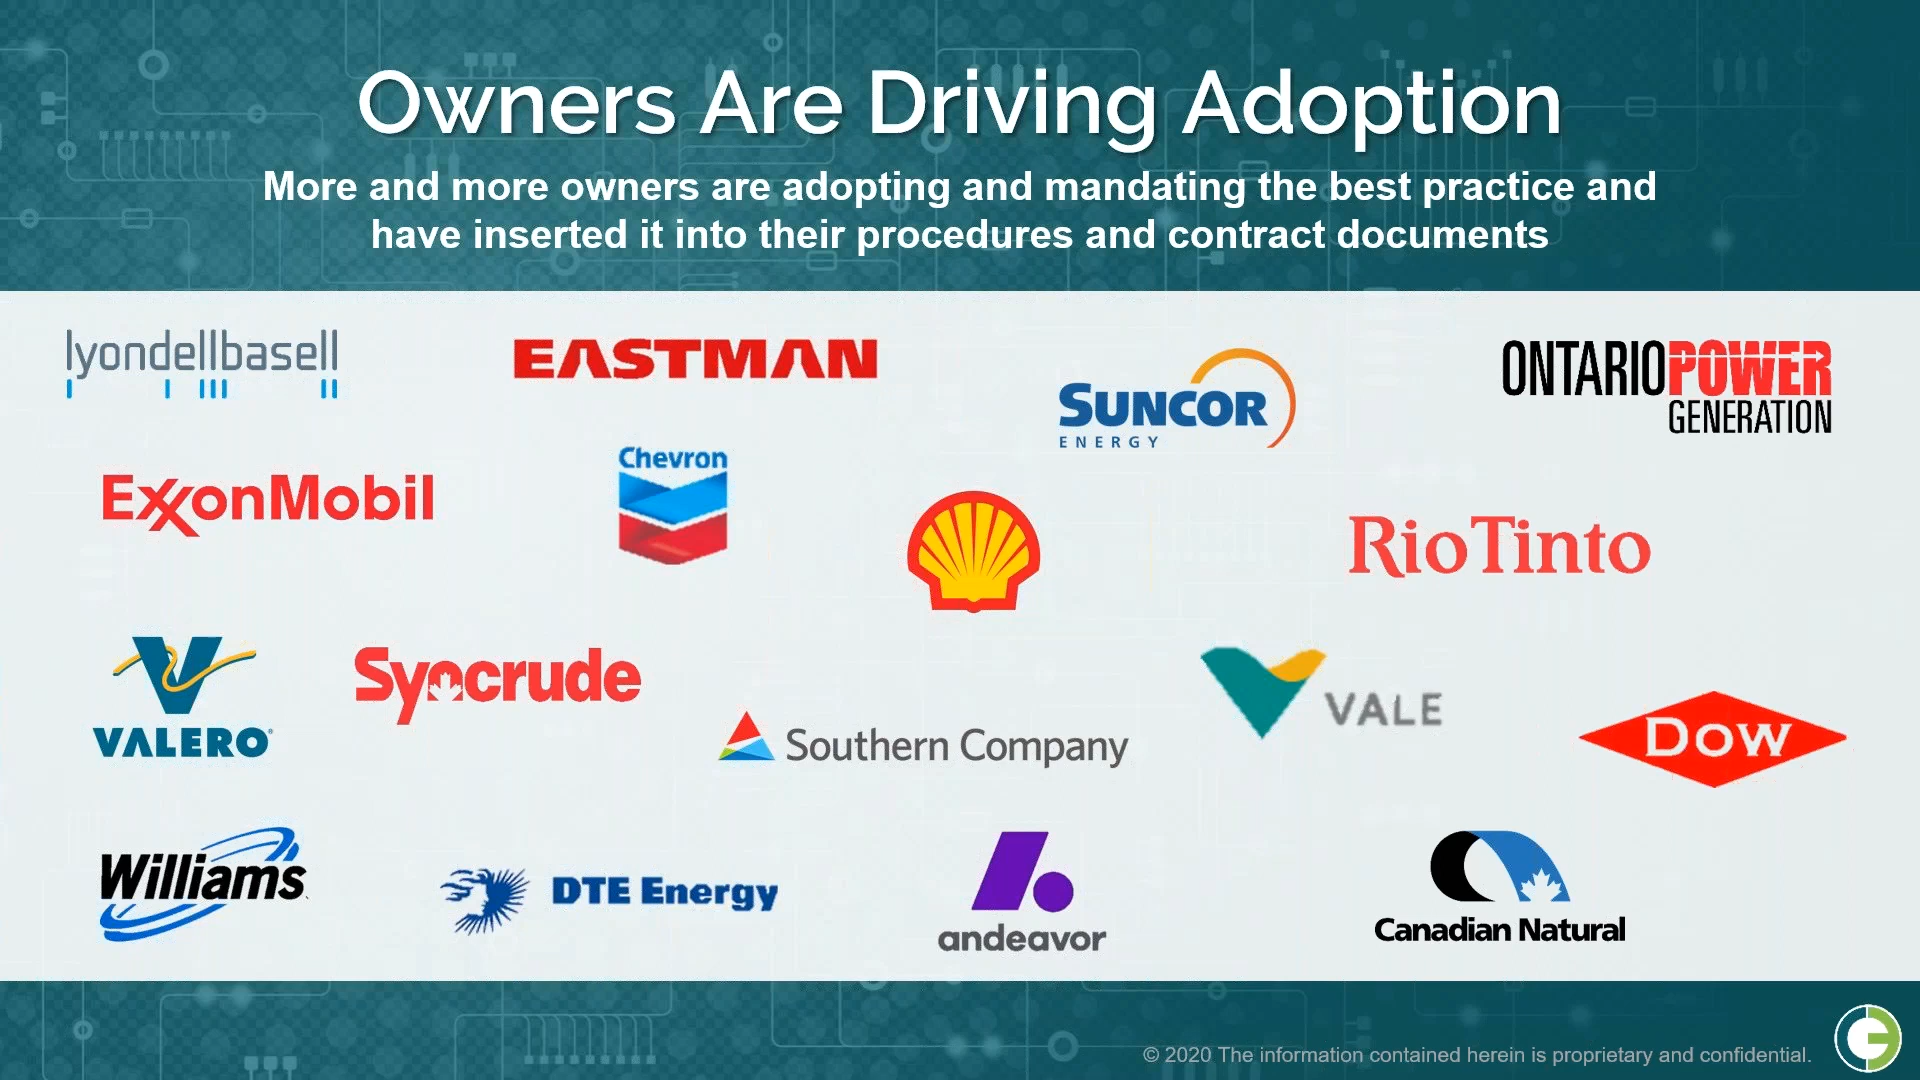 Owners Are Driving Adoption
More and more owners are adopting and mandating the best practice and
have inserted it into their procedures and contract documents
lyondellbasell
EASTMAN
SUNCOR
ENERGY
ONTARIOPOWER
GENERATION
ExxonMobil
Chevron
RioTinto
VALERO®
Syncrude
Southern Company
VALE
DOW
Williams
DTE Energy
andeavor
Canadian Natural
© 2020 The information contained herein is proprietary and confidential.